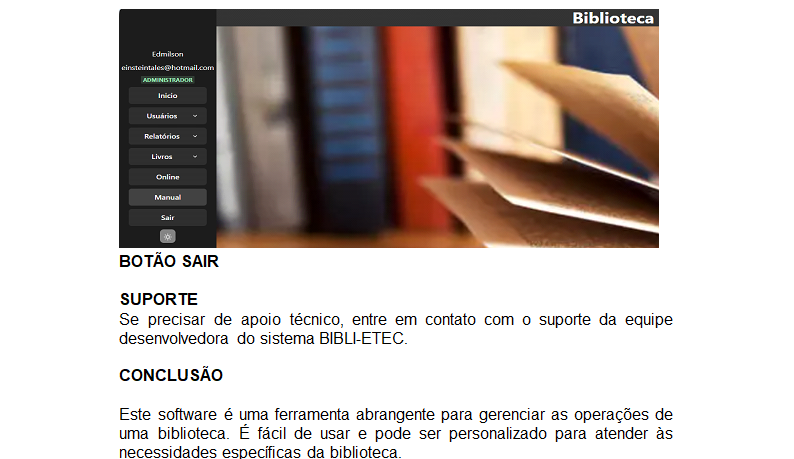 Biblioteca
Edmilson
einsteintales@hotmail.com
ADMINISTRADOR
Início
Usuários
Relatórios
Livros
Online
Manual
Sair
BOTÃO SAIR
SUPORTE
Se precisar de apoio técnico, entre em contato com o suporte da equipe
desenvolvedora do sistema BIBLI-ETEC.
CONCLUSÃO
Este software é uma ferramenta abrangente para gerenciar as operações de
uma biblioteca. É fácil de usar e pode ser personalizado para atender às
necessidades específicas da biblioteca.